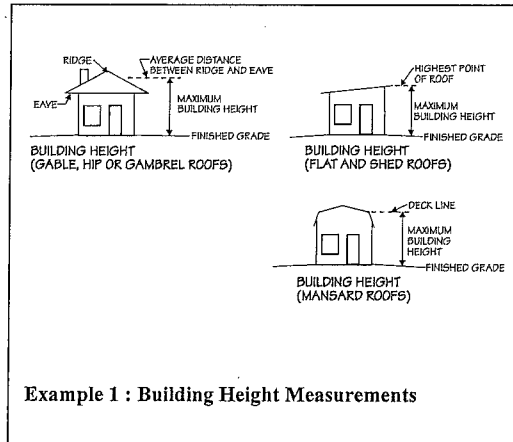 RIDGE
AVERAGE DISTANCE
BETWEEN RIDGE AND EAVE
EAVE
MAXIMUM
BUILDING HEIGHT
FINISHED GRADE
BUILDING HEIGHT
(GABLE, HIP OR GAMBREL ROOFS)
HIGHEST POINT
OF ROOF
MAXIMUM
BUILDING HEIGHT
FINISHED GRADE
BUILDING HEIGHT
(FLAT AND SHED ROOFS)
DECK LINE
MAXIMUM
BUILDING
HEIGHT
FINISHED GRADE
BUILDING HEIGHT
(MANSARD ROOFS)
Example 1 : Building Height Measurements